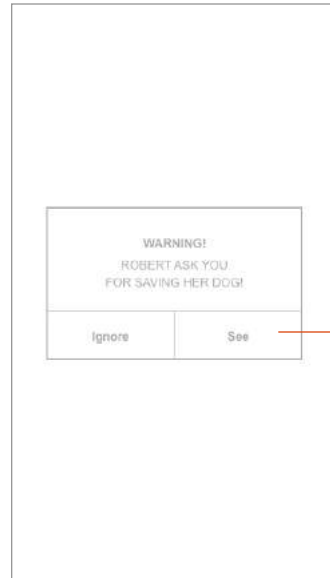 WARNING!
ROBERT ASK YOU
FOR SAVING HER DOG!
Ignore
See